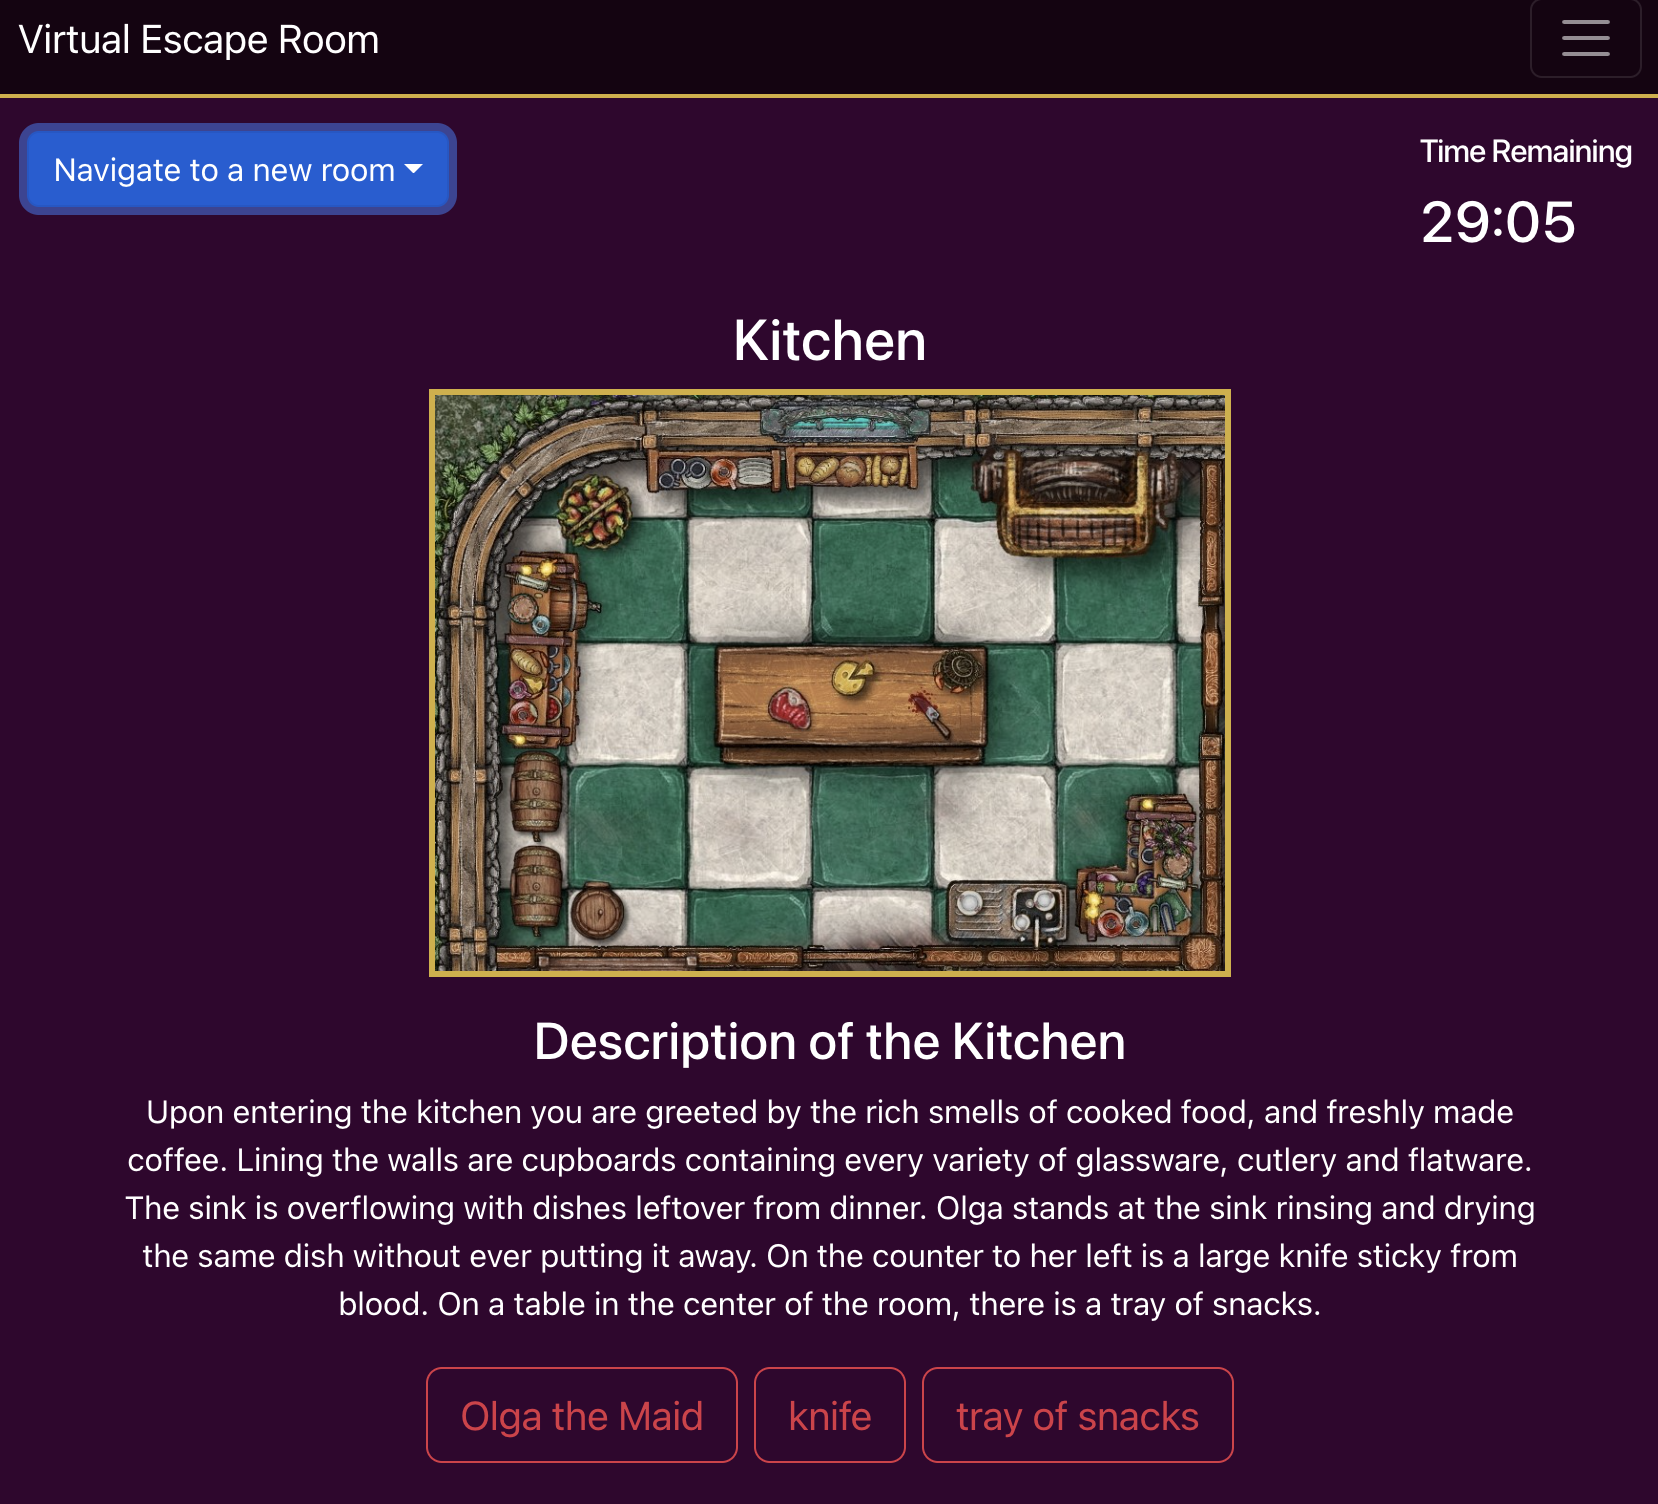 Virtual Escape Room
Navigate to a new room
Time Remaining
29:05
Kitchen
Description of the Kitchen
Upon entering the kitchen you are greeted by the rich smells of cooked food, and freshly made
coffee. Lining the walls are cupboards containing every variety of glassware, cutlery and flatware.
The sink is overflowing with dishes leftover from dinner. Olga stands at the sink rinsing and drying
the same dish without ever putting it away. On the counter to her left is a large knife sticky from
blood. On a table in the center of the room, there is a tray of snacks.
Olga the Maid
knife
tray of snacks